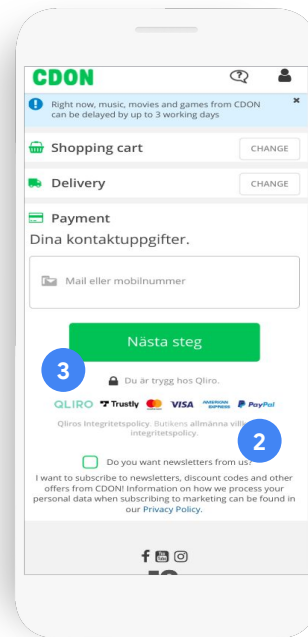 CDON
Right now, music, movies and games from CDON
can be delayed by up to 3 working days
Shopping cart
CHANGE
Delivery
CHANGE
Payment
Dina kontaktuppgifter.
Mail eller mobilnummer
Nästa steg
3
Du är trygg hos Qliro.
QLIRO Trustly VISA AMERICAN EXPRESS PayPal
Qliros Integritetspolicy. Butikens allmänna
integritetspolicy.
2
Do you want newsletters from us?
I want to subscribe to newsletters, discount codes and other
offers from CDON! Information on how we process your
personal data when subscribing to marketing can be found in
our Privacy Policy.